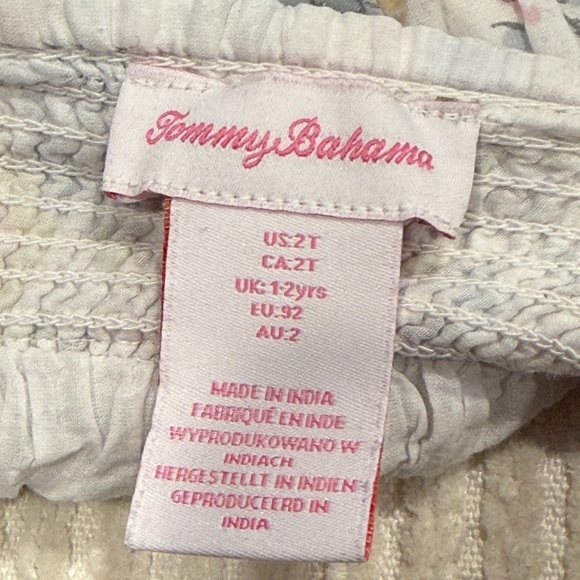 Tommy Bahama
US:2T
CA:2T
UK: 1-2yrs
EU:92
AU:2
MADE IN INDIA
FABRIQUÉ EN INDE
WYPRODUKOWANO W
INDIACH
HERGESTELLT IN INDIEN
GEPRODUCEERD IN
INDIA